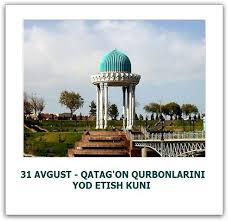 31 AVGUST - QATAG'ON QURBONLARINI
YOD ETISH KUNI